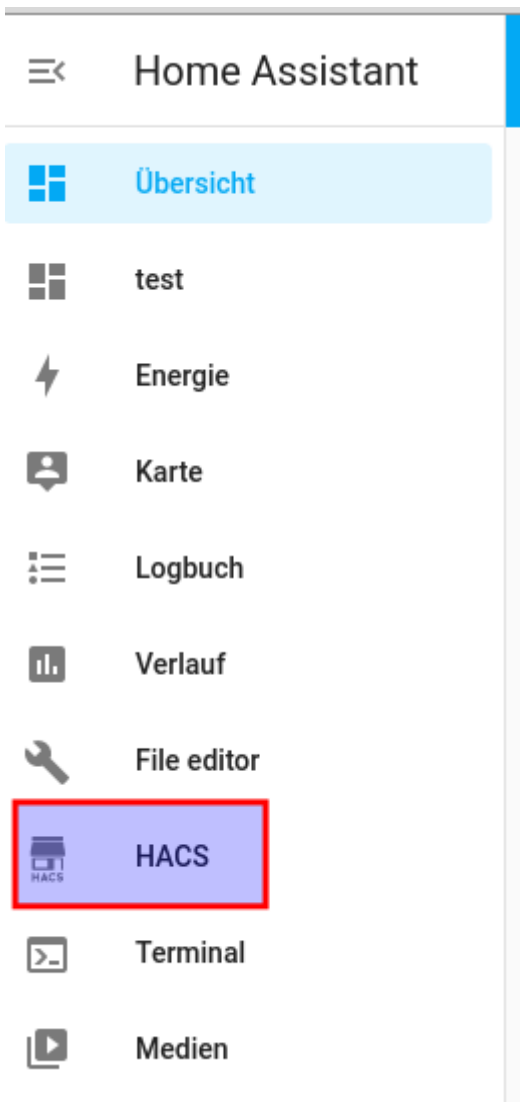 Home Assistant
Übersicht
test
Energie
Karte
Logbuch
Verlauf
File editor
HACS
HACS
Terminal
Medien